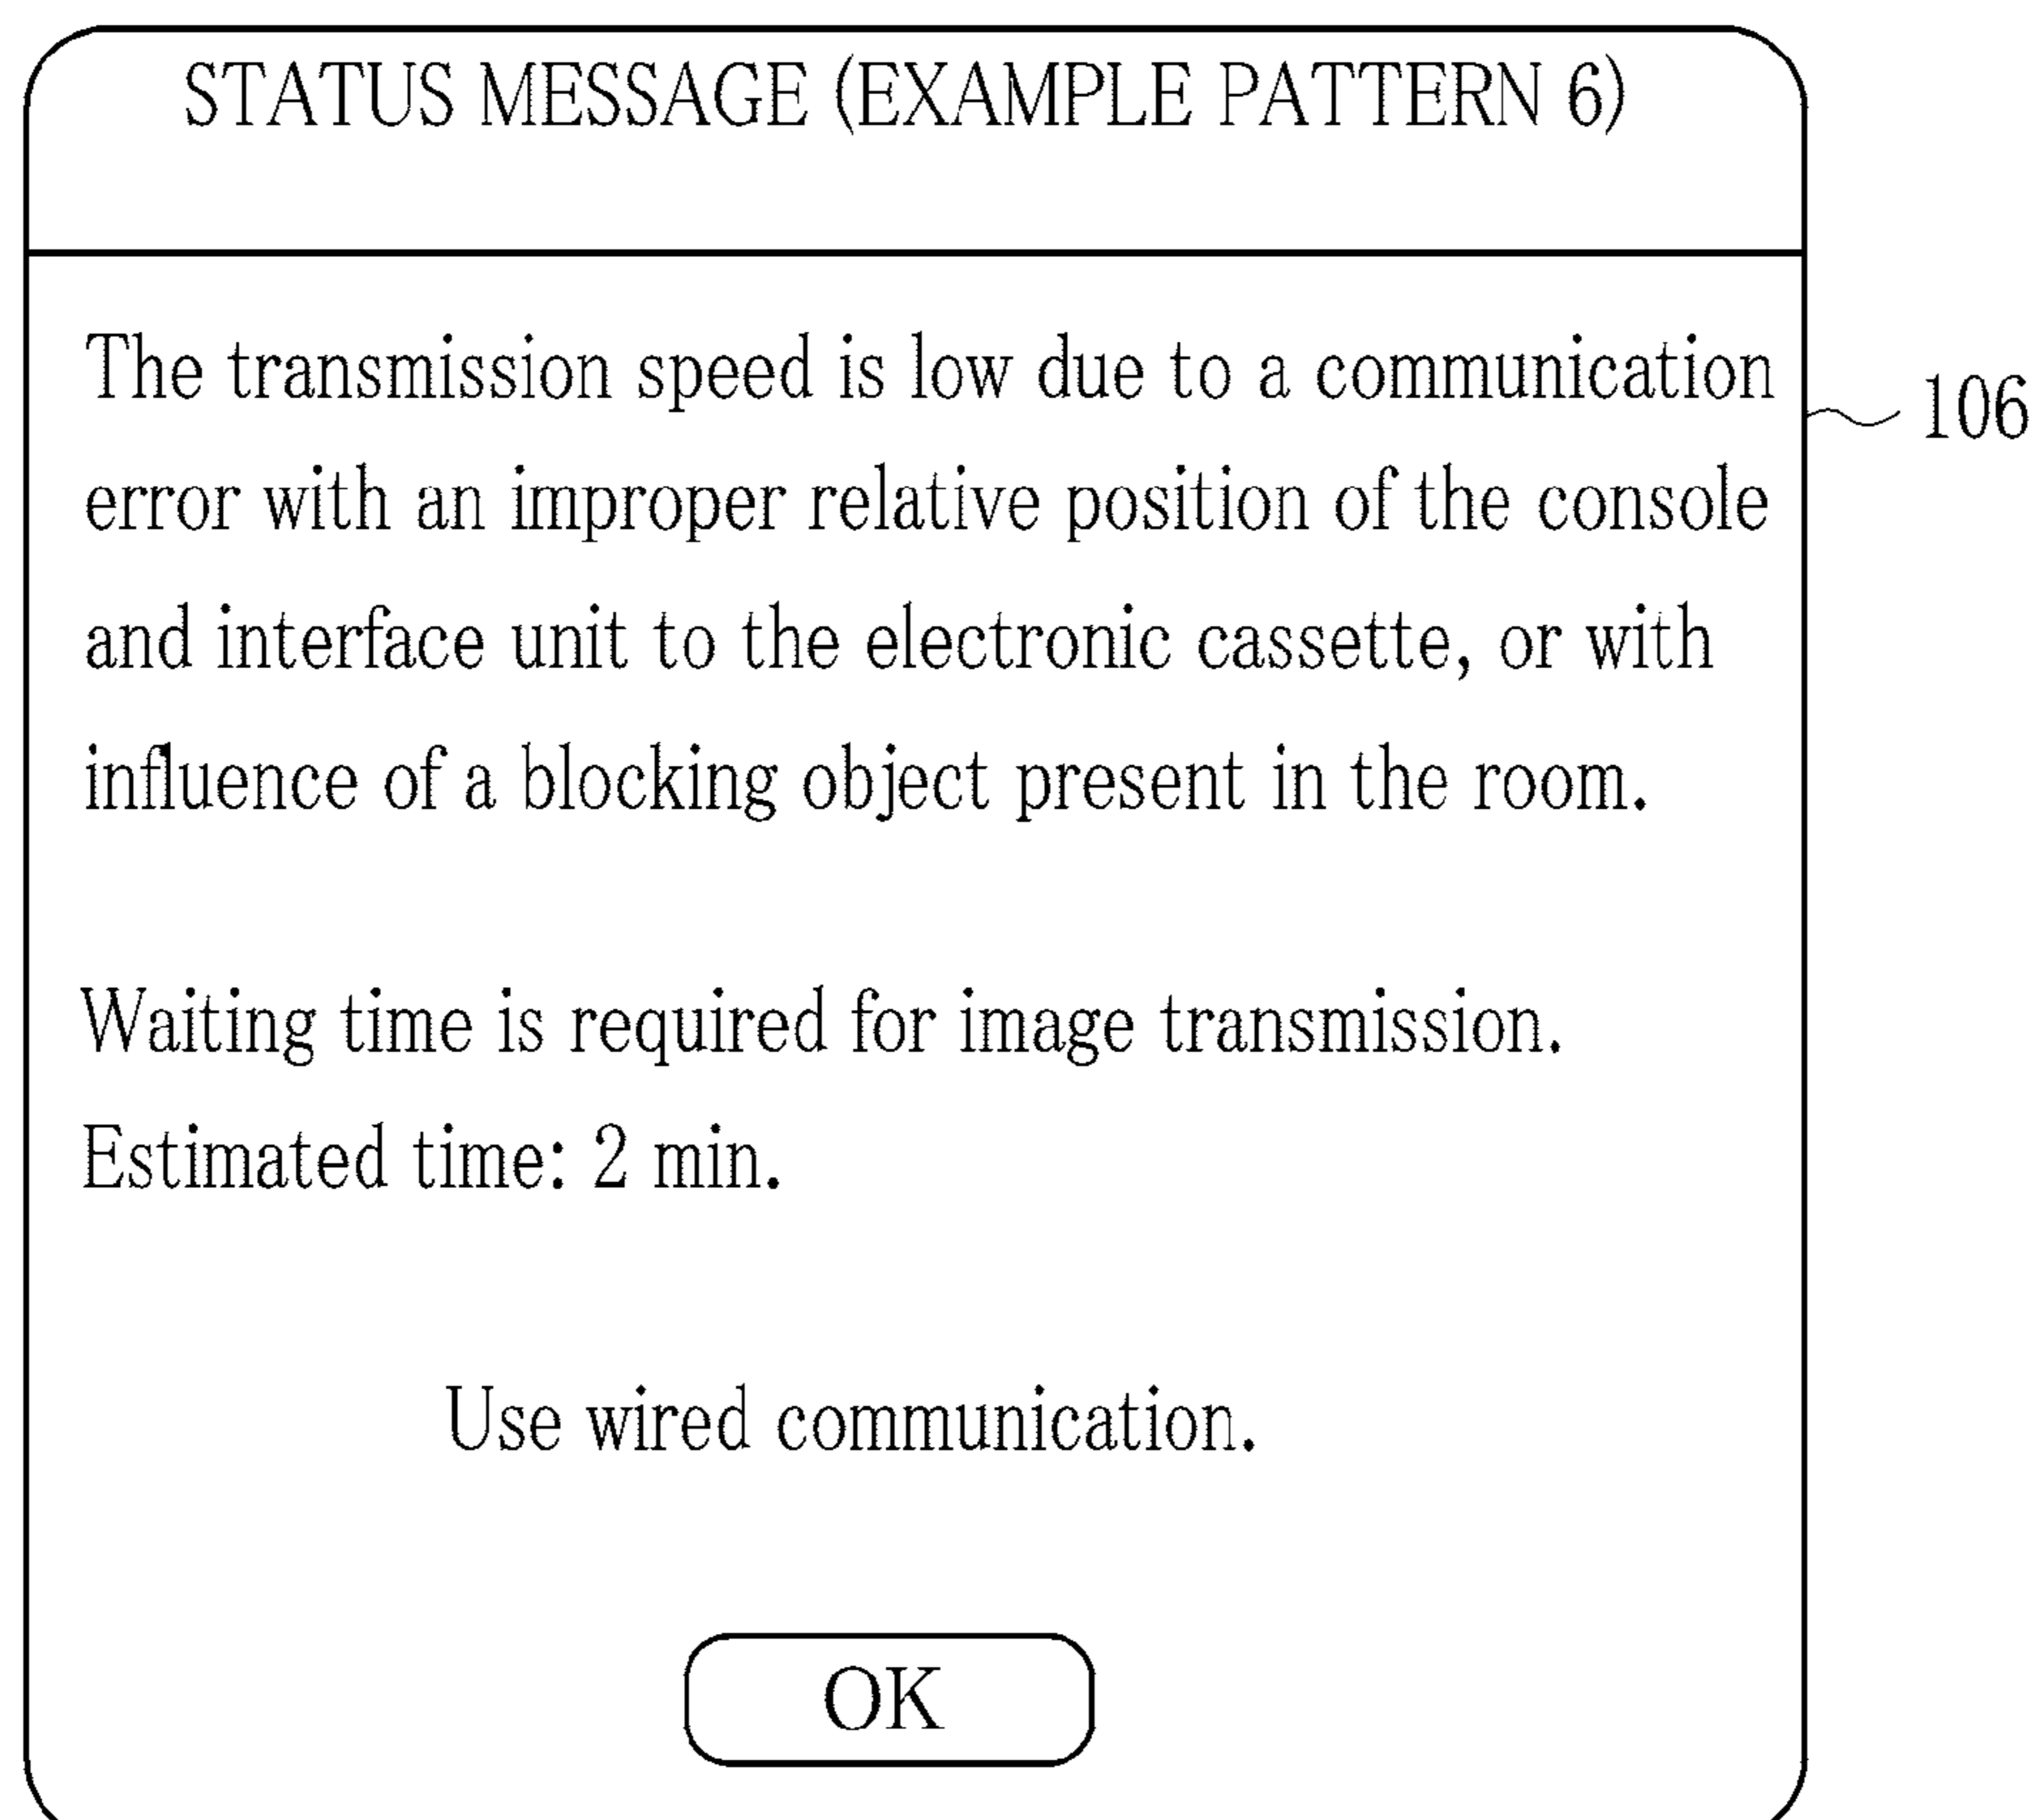 STATUS MESSAGE (EXAMPLE PATTERN 6)
The transmission speed is low due to a communication
106
error with an improper relative position of the console
and interface unit to the electronic cassette, or with
influence of a blocking object present in the room.
Waiting time is required for image transmission.
Estimated time: 2 min.
Use wired communication.
OK